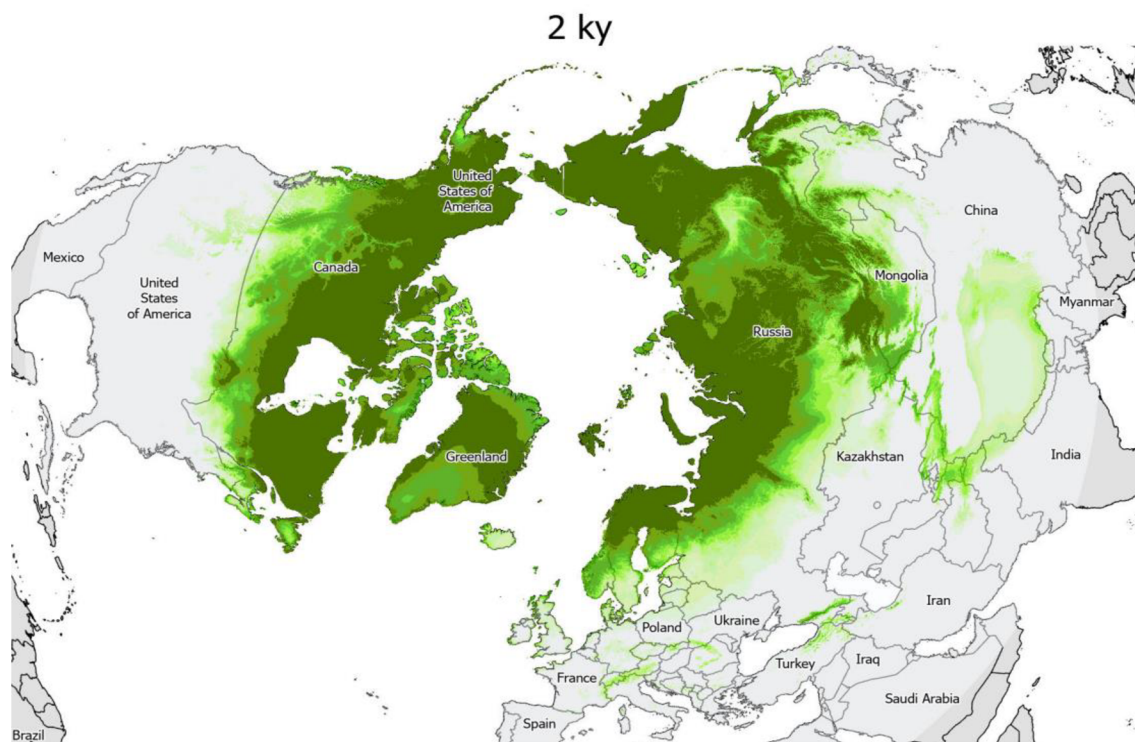 2 ky
United
States of
America
China
Mexico
Canada
Mongolia
United
States
of America
Myanmar
Russia
Greenland
Kazakhstan
India
Iran
Poland
Ukraine
Turkey
Iraq
France
Saudi Arabia
Spain
Brazil